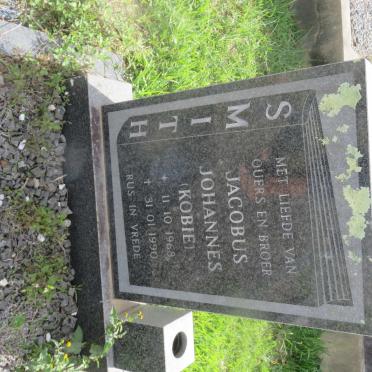 SMITH
MET LIEFDE VAN
OUERS EN BROER
JACOBUS
JOHANNES
(KOBIE)
* 11·10·1968
† 31·01·1990
RUS IN VREDE